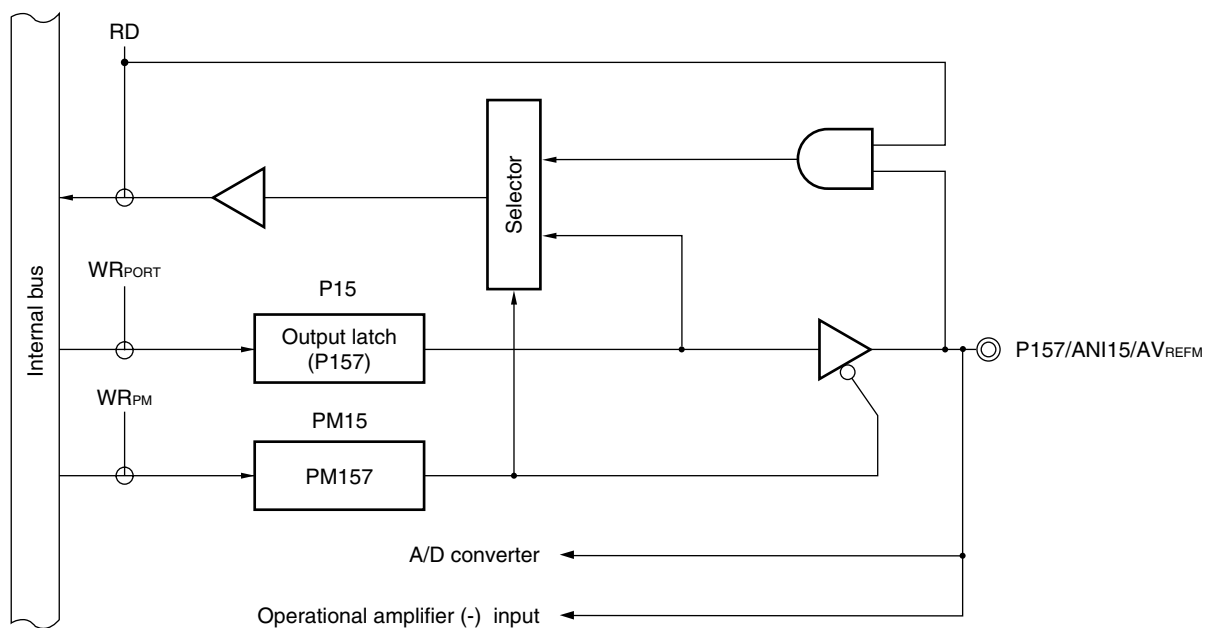 RD
Selector
Internal bus
WRPORT
P15
Output latch
(P157)
P157/ANI15/AVREFM
WRPM
PM15
PM157
A/D converter
Operational amplifier (-) input